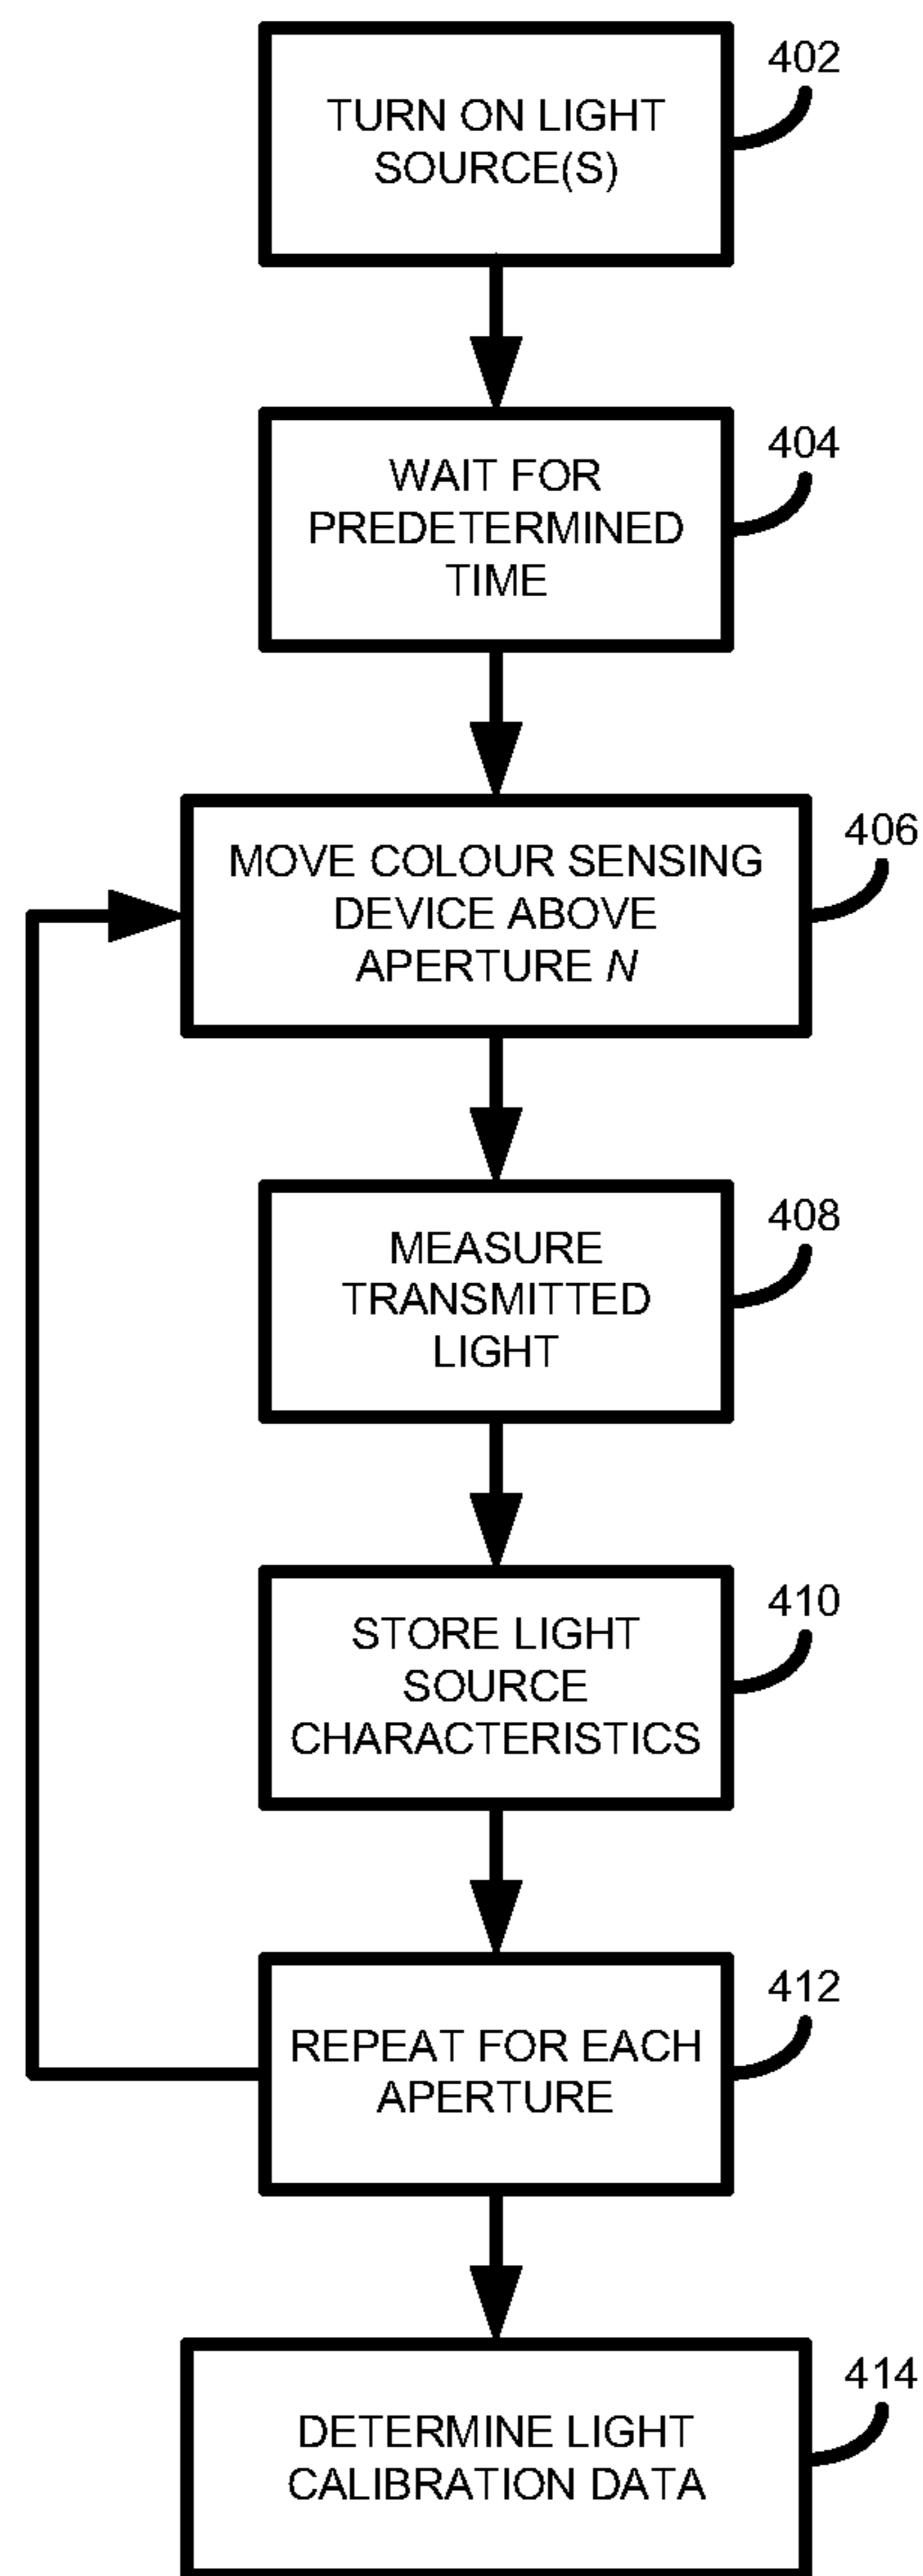 402
TURN ON LIGHT
SOURCE(S)
404
WAIT FOR
PREDETERMINED
TIME
406
MOVE COLOUR SENSING
DEVICE ABOVE
APERTURE N
408
MEASURE
TRANSMITTED
LIGHT
410
STORE LIGHT
SOURCE
CHARACTERISTICS
412
REPEAT FOR EACH
APERTURE
414
DETERMINE LIGHT
CALIBRATION DATA